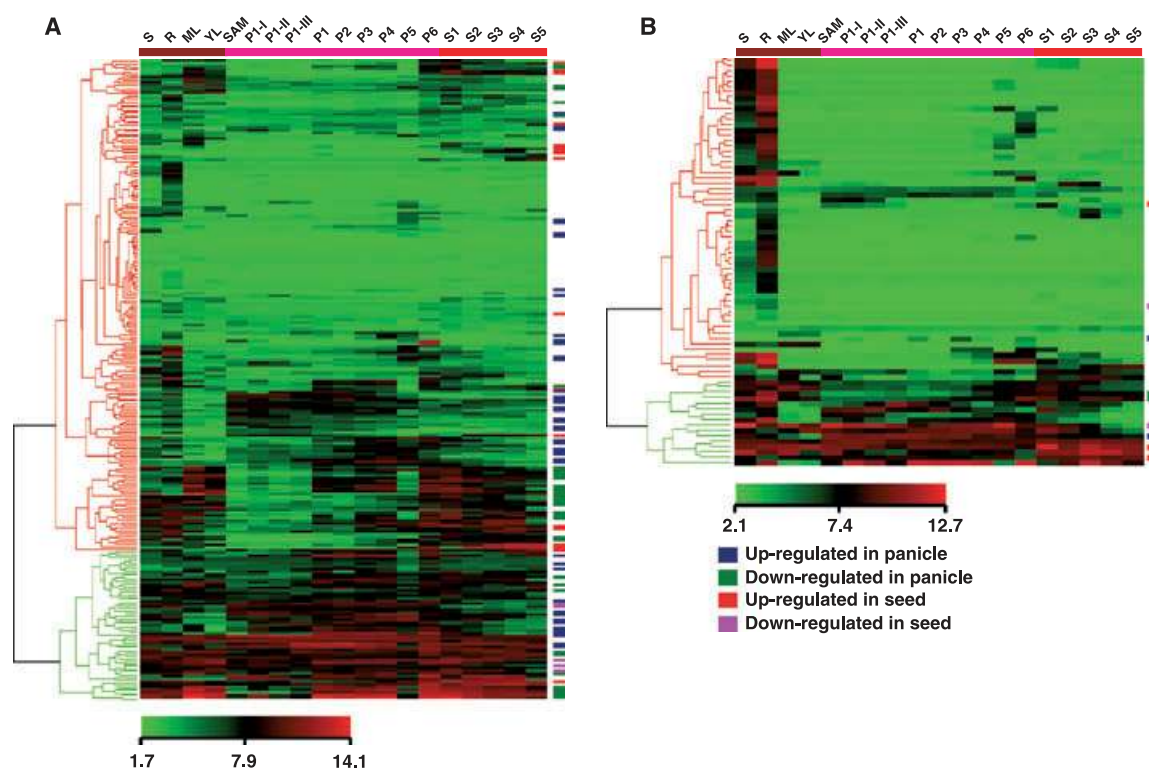 A
S R ML YL SAM P1-I P1-II P1-III P1 P2 P3 P4 P5 P6 S1 S2 S3 S4 S5
1.7 7.9 14.1
B
S R ML YL SAM P1-I P1-II P1-III P1 P2 P3 P4 P5 P6 S1 S2 S3 S4 S5
2.1 7.4 12.7
Up-regulated in panicle
Down-regulated in panicle
Up-regulated in seed
Down-regulated in seed